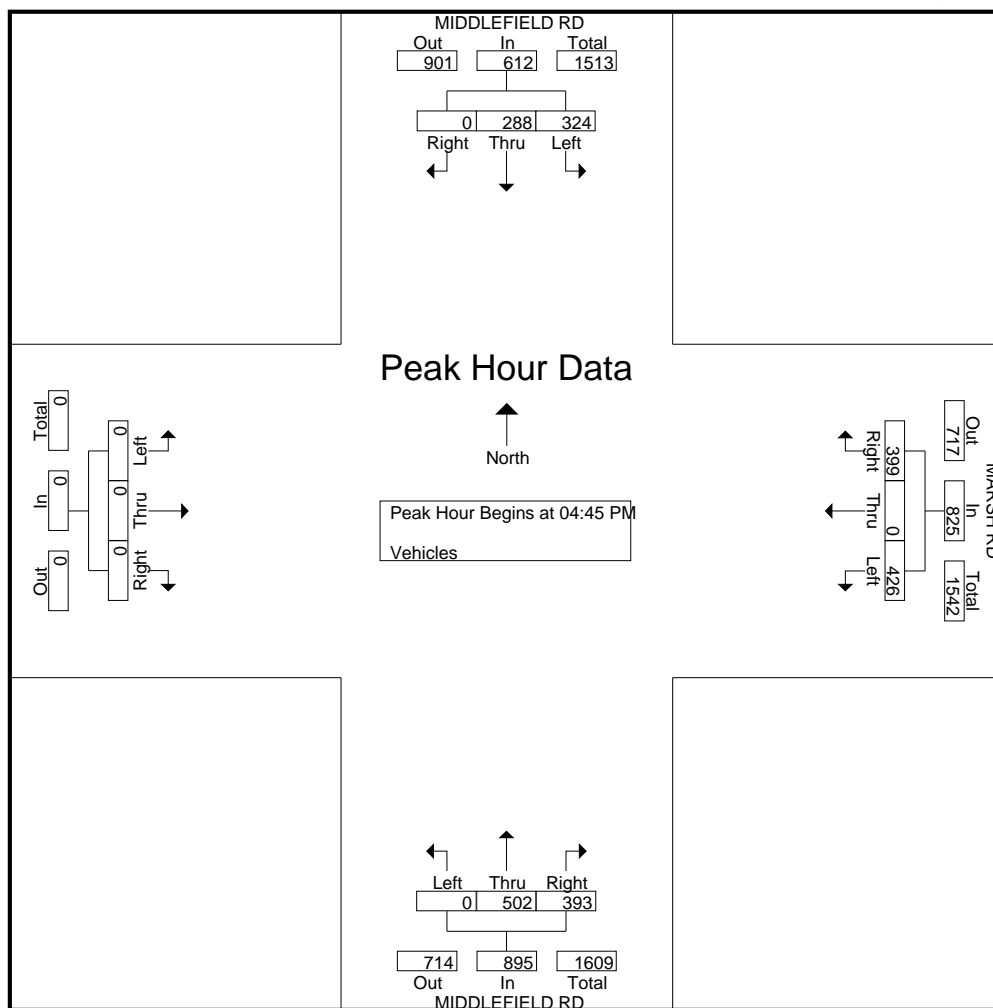 MIDDLEFIELD RD
Out In Total
901 612 1513
0 288 324
Right Thru Left
Peak Hour Data
North
Peak Hour Begins at 04:45 PM
Vehicles
Total In Out
0 0 0
0 0 0
Left Thru Right
Right Thru Left
399 0 426
717 825 1542
Out In Total
MARSH RD
Left Thru Right
0 502 393
714 895 1609
Out In Total
MIDDLEFIELD RD